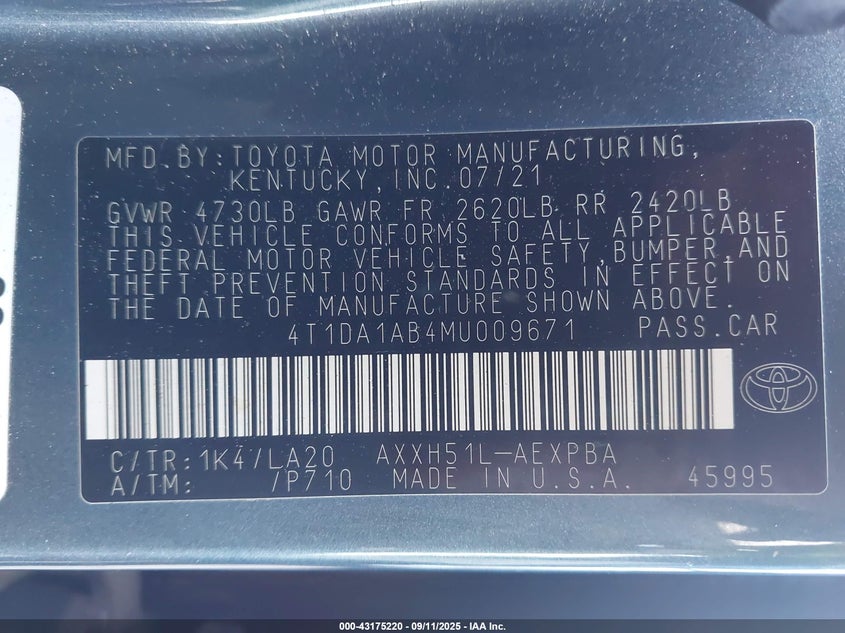 MFD.BY:TOYOTA MOTOR MANUFACTURING,
KENTUCKY,INC.07/21
GVWR 4730LB GAWR FR 2620LB RR 2420LB
THIS VEHICLE CONFORMS TO ALL APPLICABLE
FEDERAL MOTOR VEHICLE SAFETY,BUMPER,AND
THEFT PREVENTION STANDARDS IN EFFECT ON
THE DATE OF MANUFACTURE SHOWN ABOVE.
4T1DA1AB4MU009671 PASS.CAR
C/TR:1K4/LA20 AXXH51L-AEXPBA
A/TM: /P710 MADE IN U.S.A. 45995
000-43175220 - 09/11/2025 - IAA Inc.